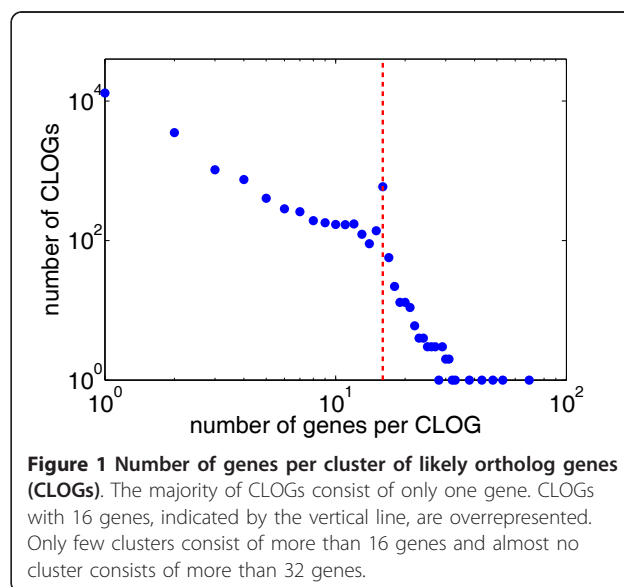 10^4
10^2
10^0
number of CLOGs
10^0
10^1
10^2
number of genes per CLOG
Figure 1 Number of genes per cluster of likely ortholog genes
(CLOGs). The majority of CLOGs consist of only one gene. CLOGs
with 16 genes, indicated by the vertical line, are overrepresented.
Only few clusters consist of more than 16 genes and almost no
cluster consists of more than 32 genes.